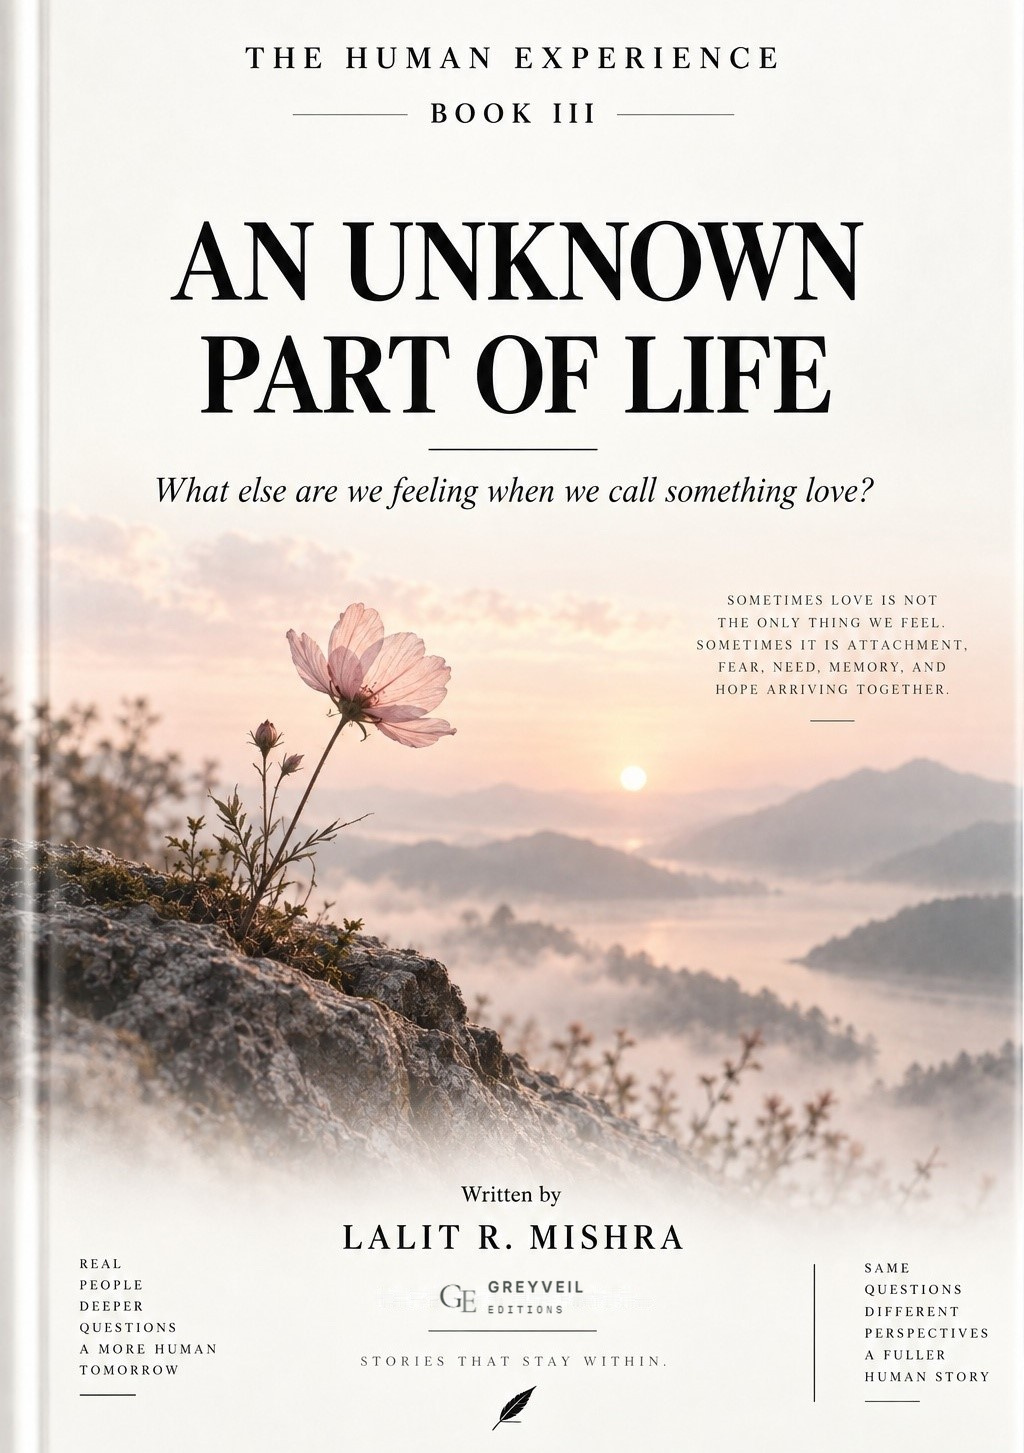 THE HUMAN EXPERIENCE
BOOK III
AN UNKNOWN
PART OF LIFE
What else are we feeling when we call something love?
SOMETIMES LOVE IS NOT
THE ONLY THING WE FEEL.
SOMETIMES IT IS ATTACHMENT,
FEAR, NEED, MEMORY, AND
HOPE ARRIVING TOGETHER.
Written by
LALIT R. MISHRA
REAL
PEOPLE
DEEPER
QUESTIONS
A MORE HUMAN
TOMORROW
GE GREYVEIL
EDITIONS
STORIES THAT STAY WITHIN.
SAME
QUESTIONS
DIFFERENT
PERSPECTIVES
A FULLER
HUMAN STORY